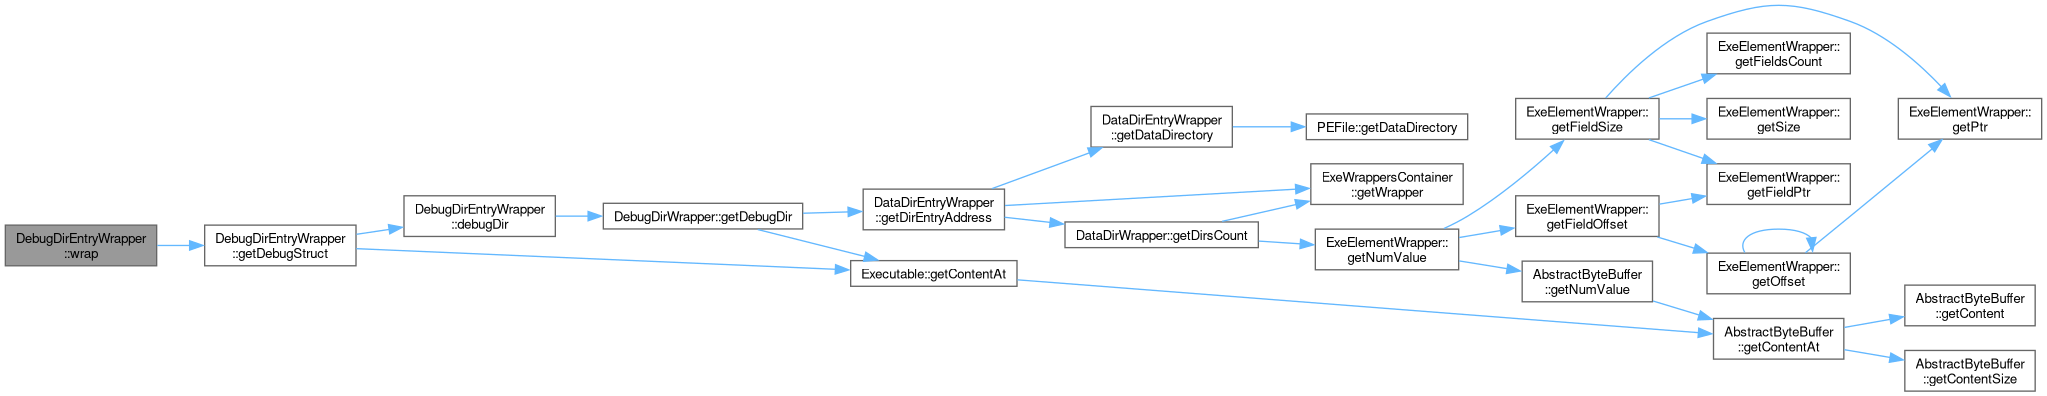 DebugDirEntryWrapper
::wrap
DebugDirEntryWrapper
::getDebugStruct
DebugDirEntryWrapper
::debugDir
DebugDirWrapper::getDebugDir
DataDirEntryWrapper
::getDirEntryAddress
Executable::getContentAt
DataDirEntryWrapper
::getDataDirectory
DataDirWrapper::getDirsCount
PEFile::getDataDirectory
ExeWrappersContainer
::getWrapper
ExeElementWrapper::
getNumValue
ExeElementWrapper::
getFieldSize
ExeElementWrapper::
getFieldOffset
AbstractByteBuffer
::getNumValue
ExeElementWrapper::
getFieldsCount
ExeElementWrapper::
getSize
ExeElementWrapper::
getFieldPtr
ExeElementWrapper::
getOffset
AbstractByteBuffer
::getContentAt
ExeElementWrapper::
getPtr
AbstractByteBuffer
::getContent
AbstractByteBuffer
::getContentSize